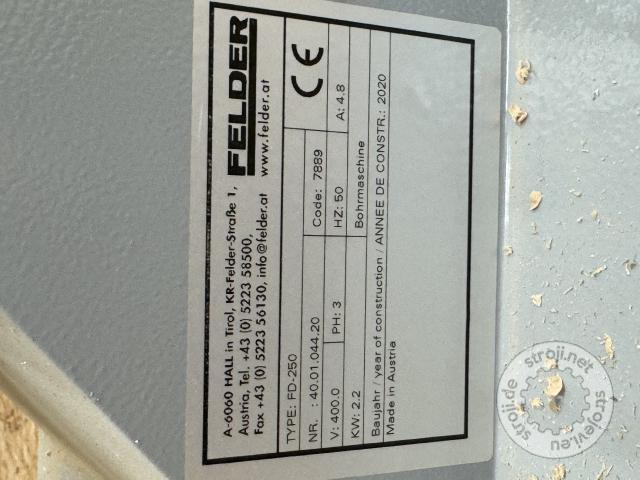 A-6060 HALL in Tirol, KR-Felder-Straße 1,
Austria, Tel. +43 (0) 5223 58500,
Fax +43 (0) 5223 56130, info@felder.at
FELDER
www.felder.at
TYPE: FD-250
CE
NR. : 40.01.044.20
Code: 7889
V: 400.0
PH: 3
HZ: 50
A: 4.8
KW: 2.2
Bohrmaschine
Baujahr / year of construction / ANNEE DE CONSTR.: 2020
Made in Austria
stroji.net
stroji.de
strojevi.eu